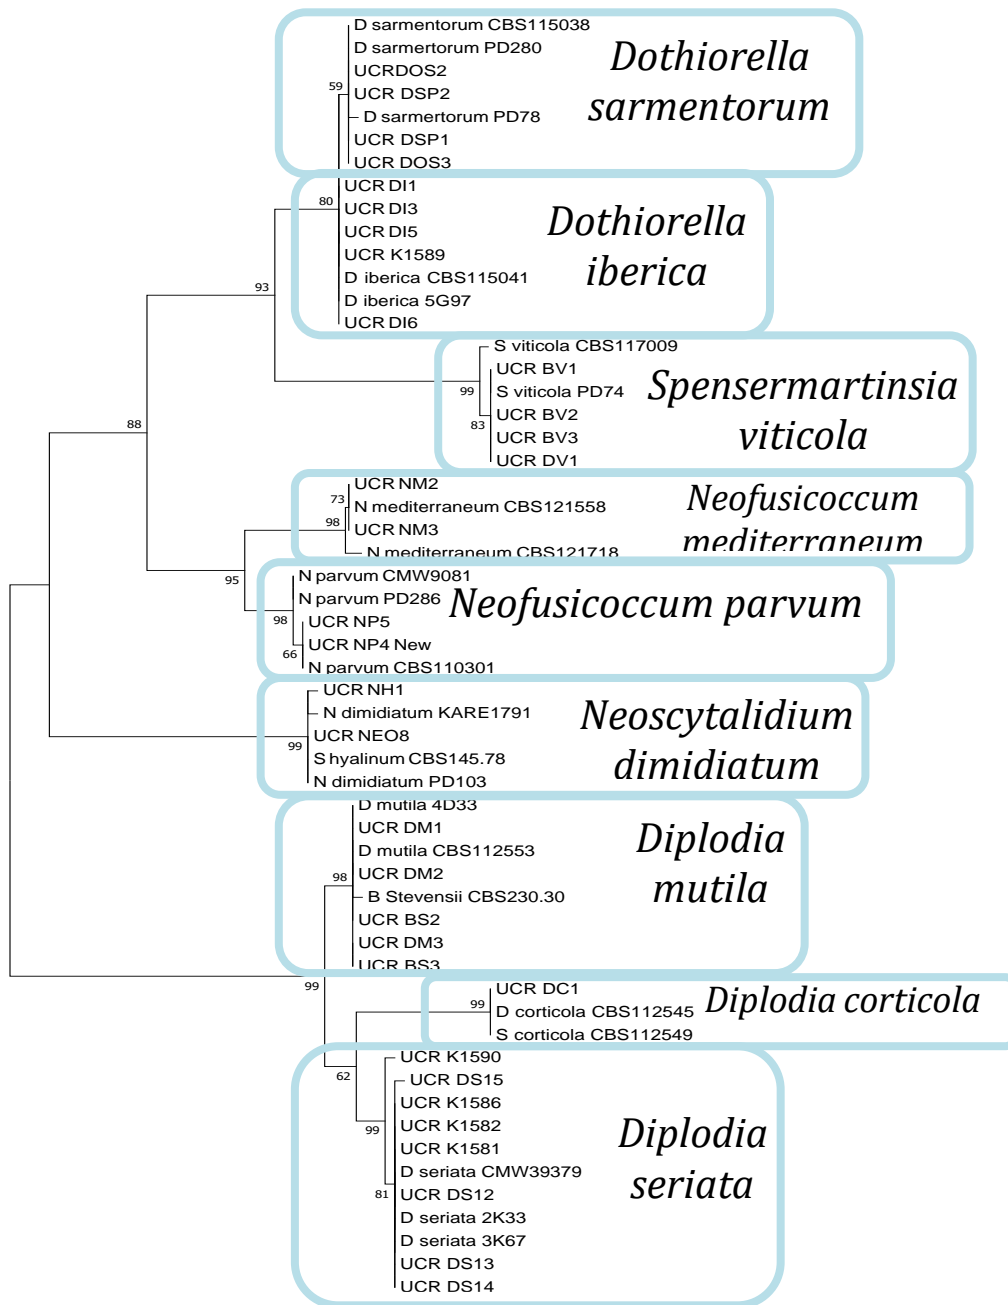 D sarmentorum CBS115038
D sarmertorum PD280
UCRDOS2
UCR DSP2
D sarmertorum PD78
UCR DSP1
UCR DOS3
59
Dothiorella
sarmentorum
UCR DI1
UCR DI3
UCR DI5
UCR K1589
D iberica CBS115041
D iberica 5G97
UCR DI6
80
Dothiorella
iberica
93
S viticola CBS117009
UCR BV1
S viticola PD74
UCR BV2
UCR BV3
UCR DV1
99
83
Spensermartinsia
viticola
88
UCR NM2
N mediterraneum CBS121558
UCR NM3
N mediterraneum CBS121718
73
98
Neofusicoccum
mediterraneum
95
N parvum CMW9081
N parvum PD286
UCR NP5
UCR NP4 New
N parvum CBS110301
98
66
Neofusicoccum parvum
UCR NH1
N dimidiatum KARE1791
UCR NEO8
S hyalinum CBS145.78
N dimidiatum PD103
99
Neoscytalidium
dimidiatum
D mutila 4D33
UCR DM1
D mutila CBS112553
UCR DM2
B Stevensii CBS230.30
UCR BS2
UCR DM3
UCR BS3
98
Diplodia
mutila
99
UCR DC1
D corticola CBS112545
S corticola CBS112549
99
Diplodia corticola
62
UCR K1590
UCR DS15
UCR K1586
UCR K1582
UCR K1581
D seriata CMW39379
UCR DS12
D seriata 2K33
D seriata 3K67
UCR DS13
UCR DS14
99
81
Diplodia
seriata